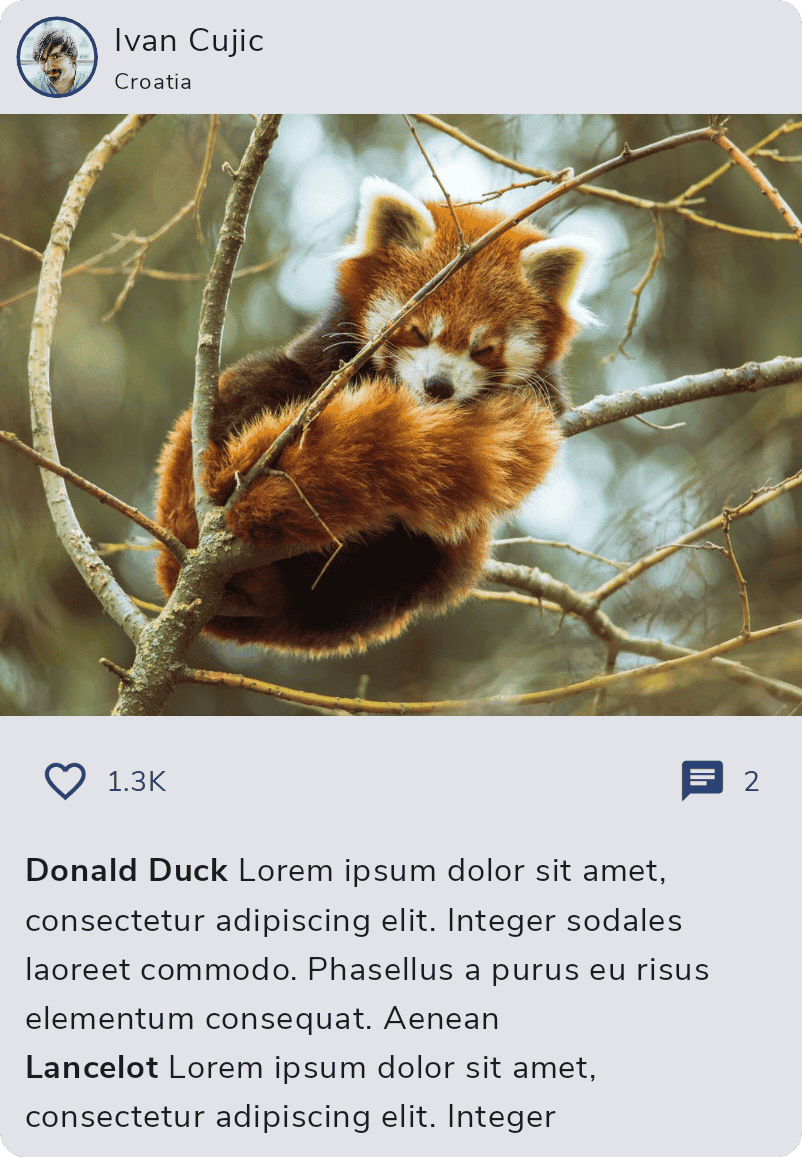 Ivan Cujic
Croatia
1.3K
2
Donald Duck Lorem ipsum dolor sit amet,
consectetur adipiscing elit. Integer sodales
laoreet commodo. Phasellus a purus eu risus
elementum consequat. Aenean
Lancelot Lorem ipsum dolor sit amet,
consectetur adipiscing elit. Integer